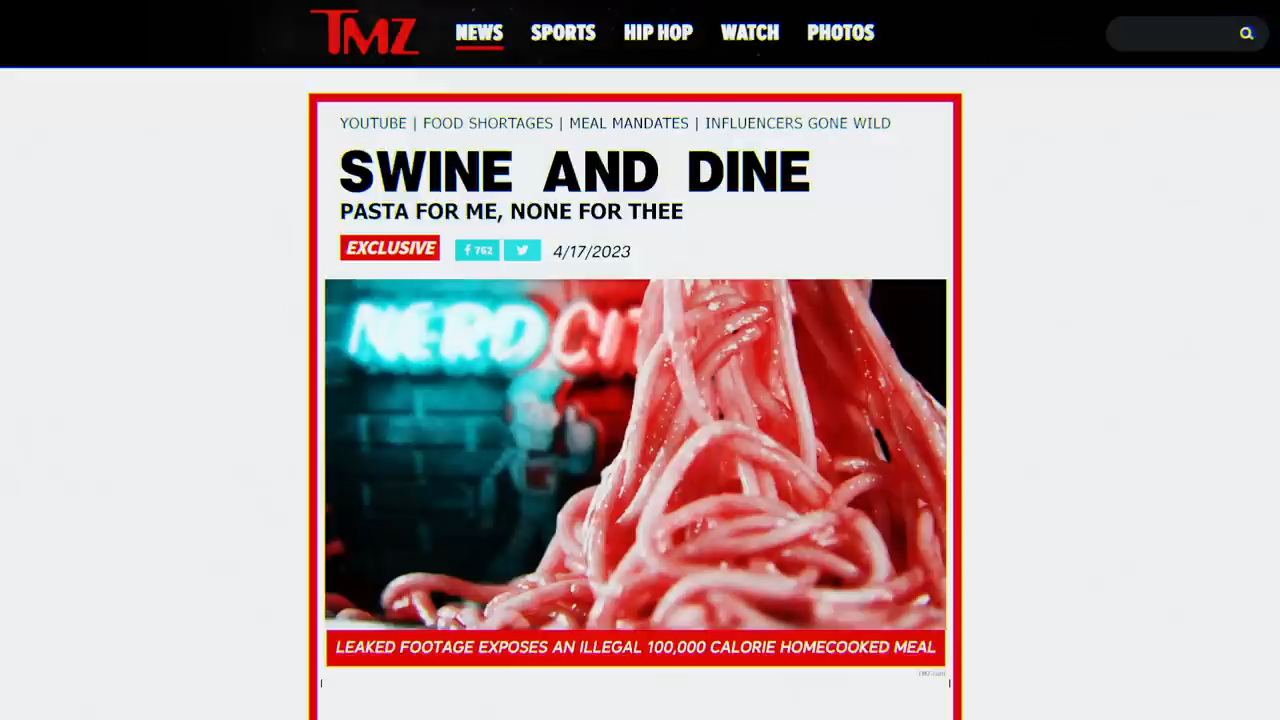 TMZ NEWS SPORTS HIP HOP WATCH PHOTOS
YOUTUBE | FOOD SHORTAGES | MEAL MANDATES | INFLUENCERS GONE WILD
SWINE AND DINE
PASTA FOR ME, NONE FOR THEE
EXCLUSIVE f 762 4/17/2023
NERD CIT
LEAKED FOOTAGE EXPOSES AN ILLEGAL 100,000 CALORIE HOMECOOKED MEAL